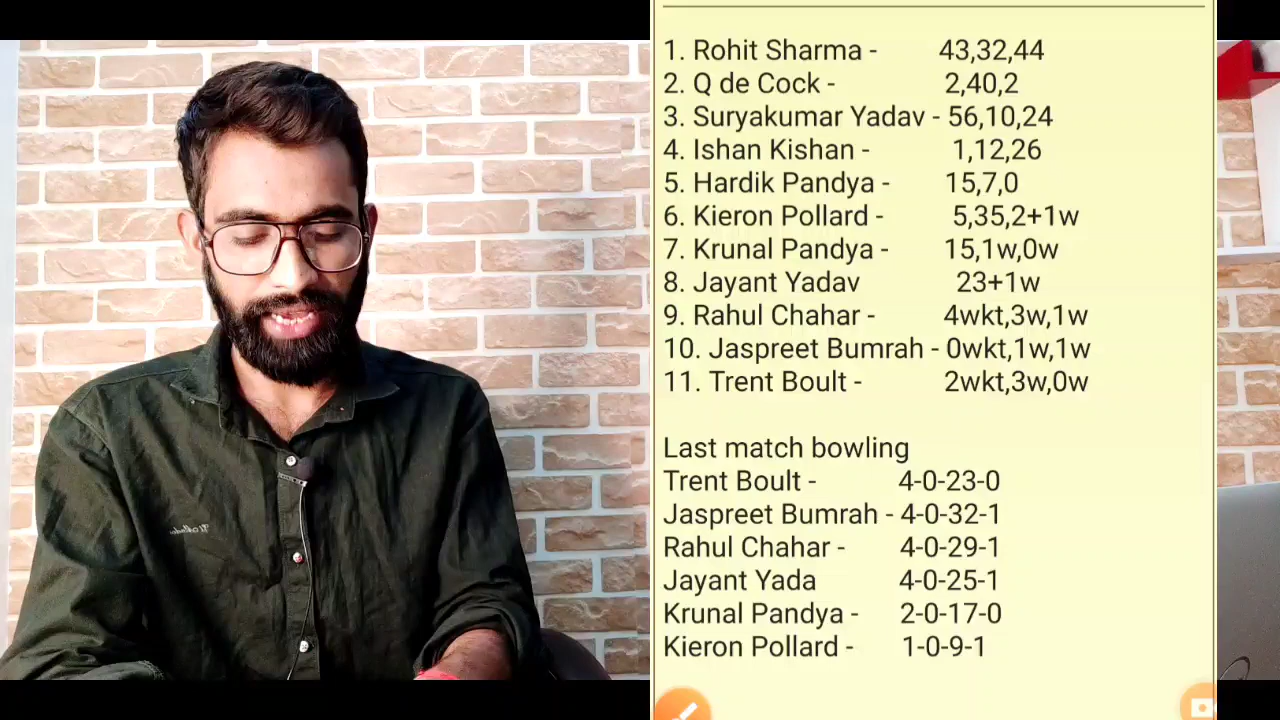 1. Rohit Sharma - 43,32,44
2. Q de Cock - 2,40,2
3. Suryakumar Yadav - 56,10,24
4. Ishan Kishan - 1,12,26
5. Hardik Pandya - 15,7,0
6. Kieron Pollard - 5,35,2+1w
7. Krunal Pandya - 15,1w,0w
8. Jayant Yadav 23+1w
9. Rahul Chahar - 4wkt,3w,1w
10. Jaspreet Bumrah - 0wkt,1w,1w
11. Trent Boult - 2wkt,3w,0w
Last match bowling
Trent Boult - 4-0-23-0
Jaspreet Bumrah - 4-0-32-1
Rahul Chahar - 4-0-29-1
Jayant Yada 4-0-25-1
Krunal Pandya - 2-0-17-0
Kieron Pollard - 1-0-9-1